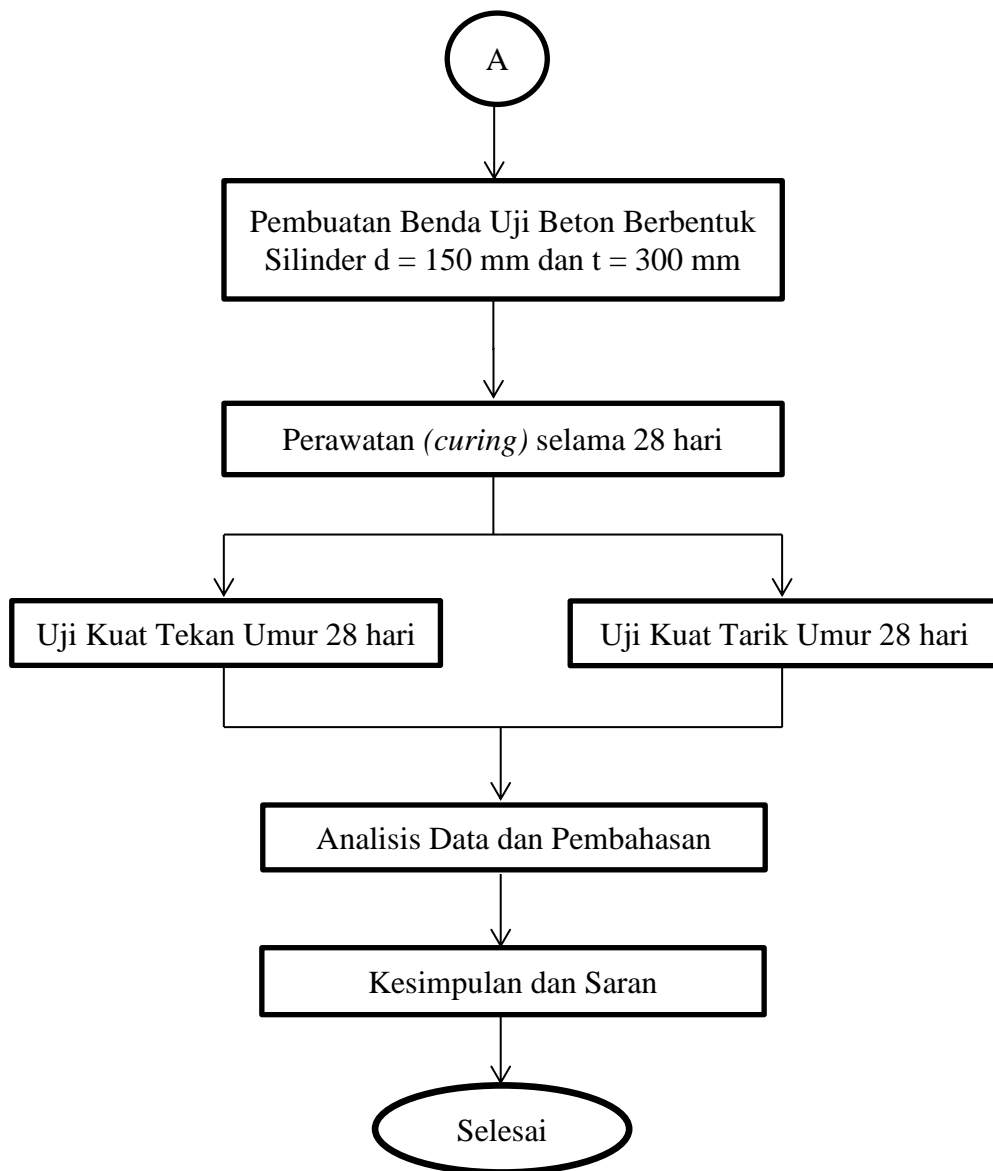 A
Pembuatan Benda Uji Beton Berbentuk
Silinder d = 150 mm dan t = 300 mm
Perawatan (curing) selama 28 hari
Uji Kuat Tekan Umur 28 hari
Uji Kuat Tarik Umur 28 hari
Analisis Data dan Pembahasan
Kesimpulan dan Saran
Selesai